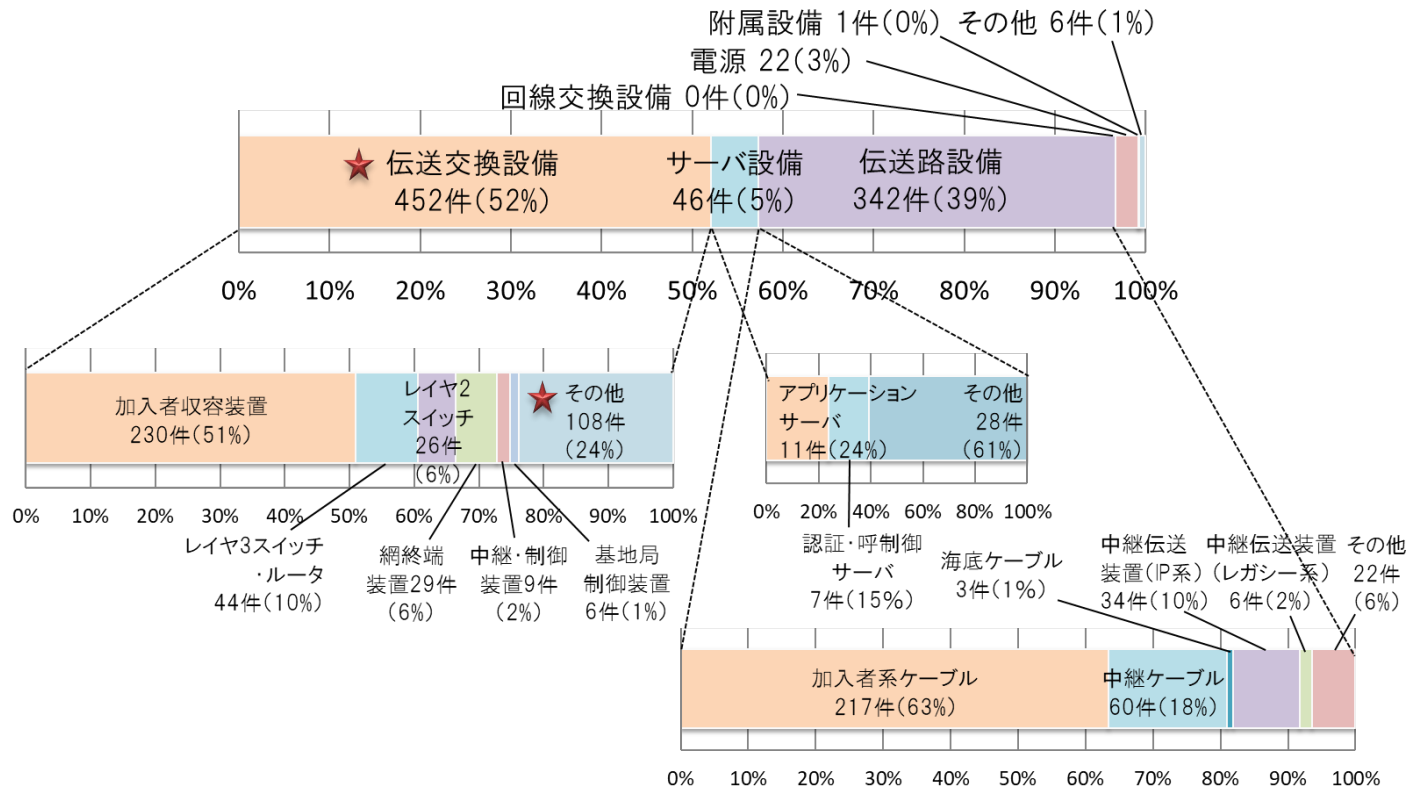 附属設備 1件(0%) その他 6件(1%)
電源 22(3%)
回線交換設備 0件(0%)
伝送交換設備
452件(52%)
サーバ設備
46件(5%)
伝送路設備
342件(39%)
0% 10% 20% 30% 40% 50% 60% 70% 80% 90% 100%
加入者収容装置
230件(51%)
レイヤ2
スイッチ
26件
(6%)
その他
108件
(24%)
0% 10% 20% 30% 40% 50% 60% 70% 80% 90% 100%
レイヤ3スイッチ
・ルータ
44件(10%)
網終端
装置29件
(6%)
中継・制御
装置9件
(2%)
基地局
制御装置
6件(1%)
アプリケーション
サーバ
11件(24%)
その他
28件
(61%)
0% 20% 40% 60% 80% 100%
認証・呼制御
サーバ
7件(15%)
海底ケーブル
3件(1%)
中継伝送
装置(IP系)
34件(10%)
中継伝送装置
(レガシー系)
6件(2%)
その他
22件
(6%)
加入者系ケーブル
217件(63%)
中継ケーブル
60件(18%)
0% 10% 20% 30% 40% 50% 60% 70% 80% 90% 100%